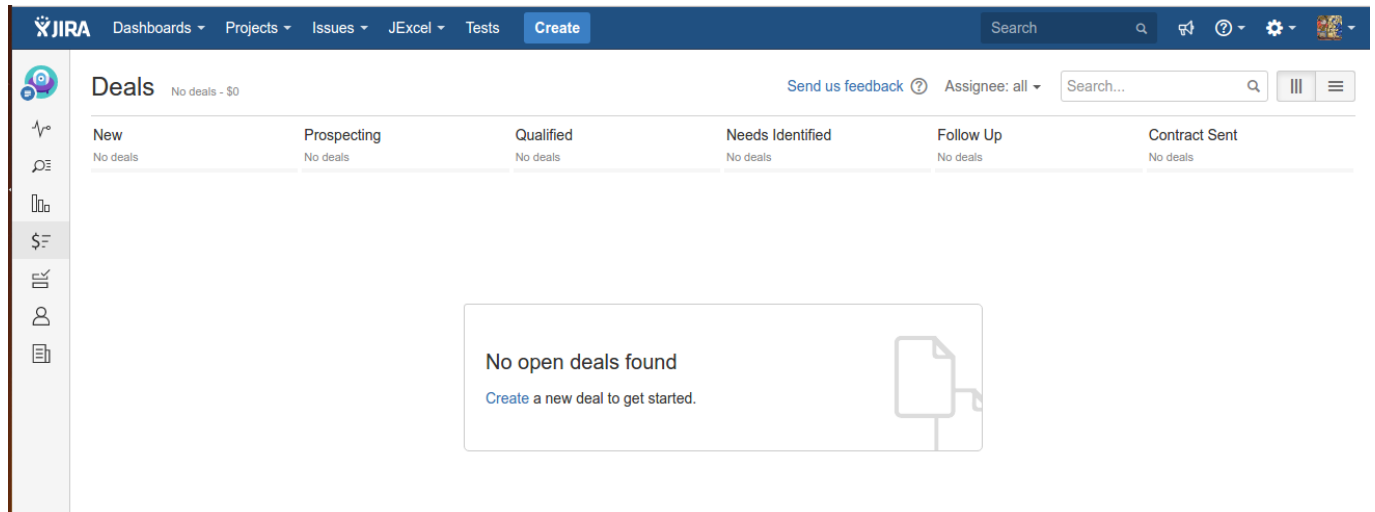 JIRA Dashboards Projects Issues JExcel Tests Create Search
Deals No deals - $0 Send us feedback Assignee: all Search...
New Prospecting Qualified Needs Identified Follow Up Contract Sent
No deals No deals No deals No deals No deals No deals
No open deals found
Create a new deal to get started.